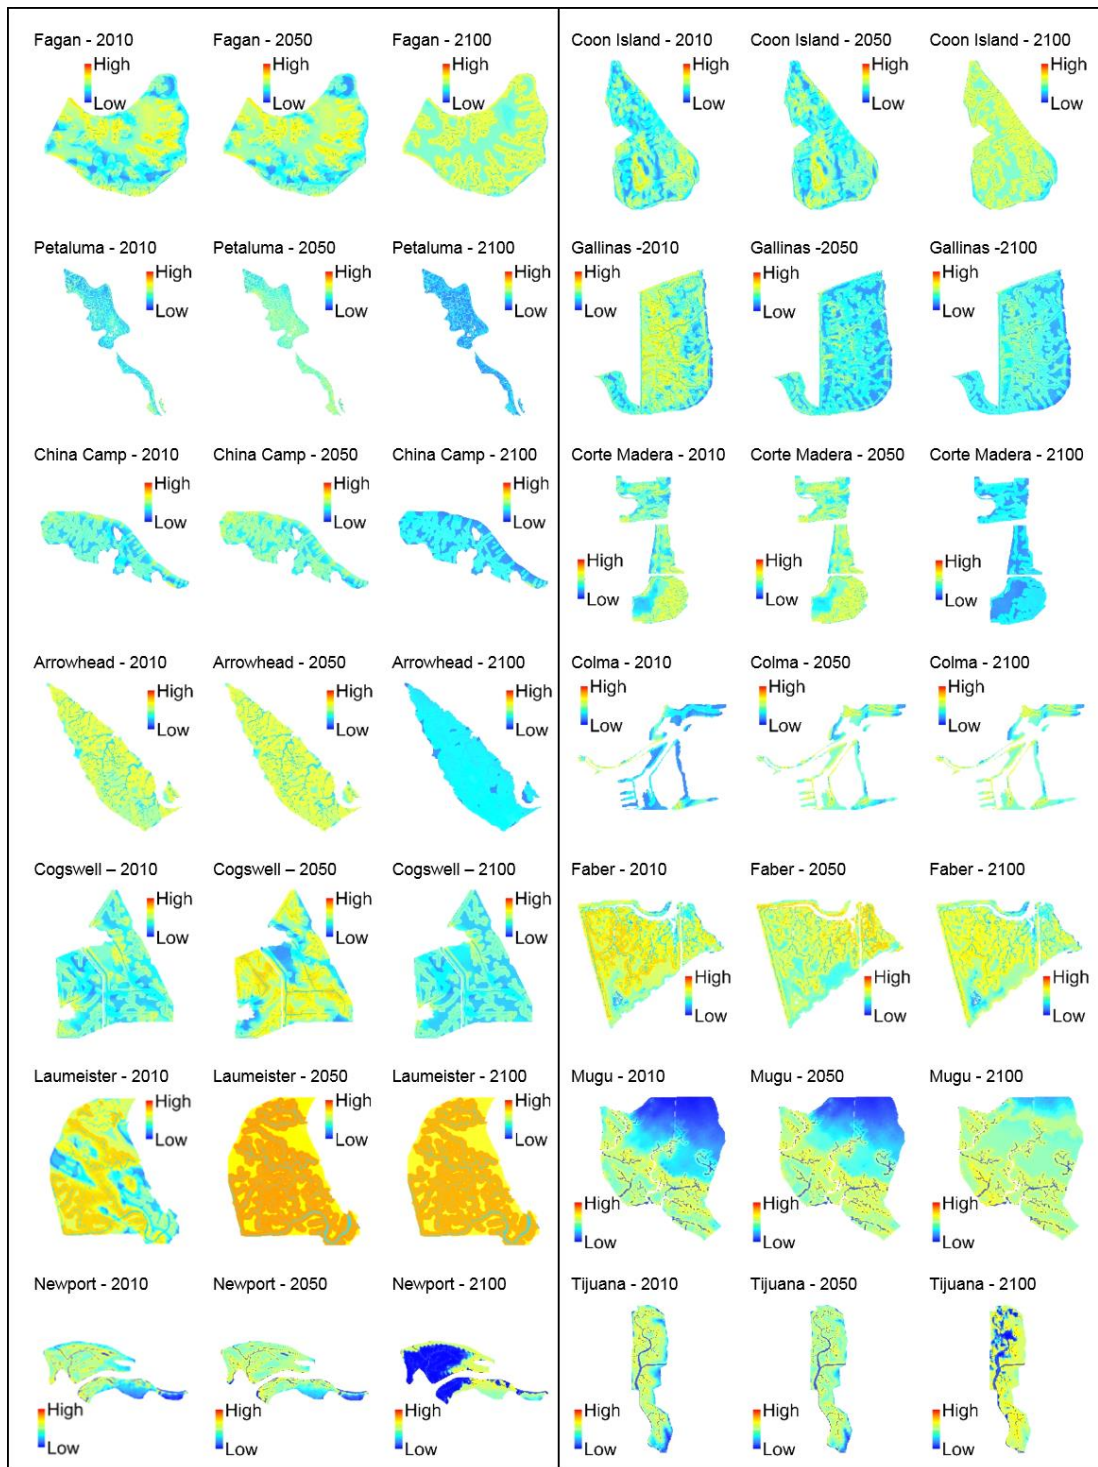 Fagan - 2010 Fagan - 2050 Fagan - 2100 Coon Island - 2010 Coon Island - 2050 Coon Island - 2100
High High High High High High
Low Low Low Low Low Low
Petaluma - 2010 Petaluma - 2050 Petaluma - 2100 Gallinas -2010 Gallinas -2050 Gallinas -2100
High High High High High High
Low Low Low Low Low Low
China Camp - 2010 China Camp - 2050 China Camp - 2100 Corte Madera - 2010 Corte Madera - 2050 Corte Madera - 2100
High High High High High High
Low Low Low Low Low Low
Arrowhead - 2010 Arrowhead - 2050 Arrowhead - 2100 Colma - 2010 Colma - 2050 Colma - 2100
High High High High High High
Low Low Low Low Low Low
Cogswell – 2010 Cogswell – 2050 Cogswell – 2100 Faber - 2010 Faber - 2050 Faber - 2100
High High High High High High
Low Low Low Low Low Low
Laumeister - 2010 Laumeister - 2050 Laumeister - 2100 Mugu - 2010 Mugu - 2050 Mugu - 2100
High High High High High High
Low Low Low Low Low Low
Newport - 2010 Newport - 2050 Newport - 2100 Tijuana - 2010 Tijuana - 2050 Tijuana - 2100
High High High High High High
Low Low Low Low Low Low